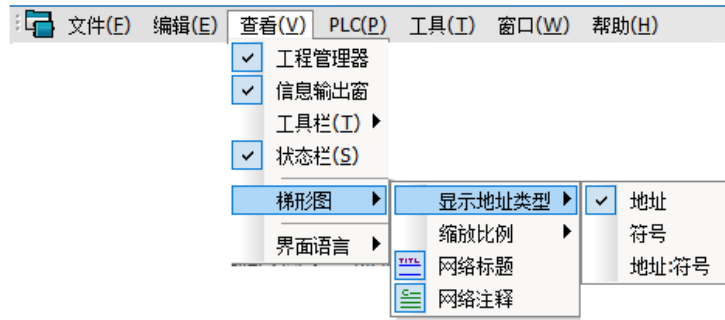 文件(F) 编辑(E) 查看(V) PLC(P) 工具(T) 窗口(W) 帮助(H)
工程管理器
信息输出窗
工具栏(T)
状态栏(S)
梯形图 显示地址类型 地址
缩放比例 符号
界面语言 网络标题 地址:符号
TITL
网络注释